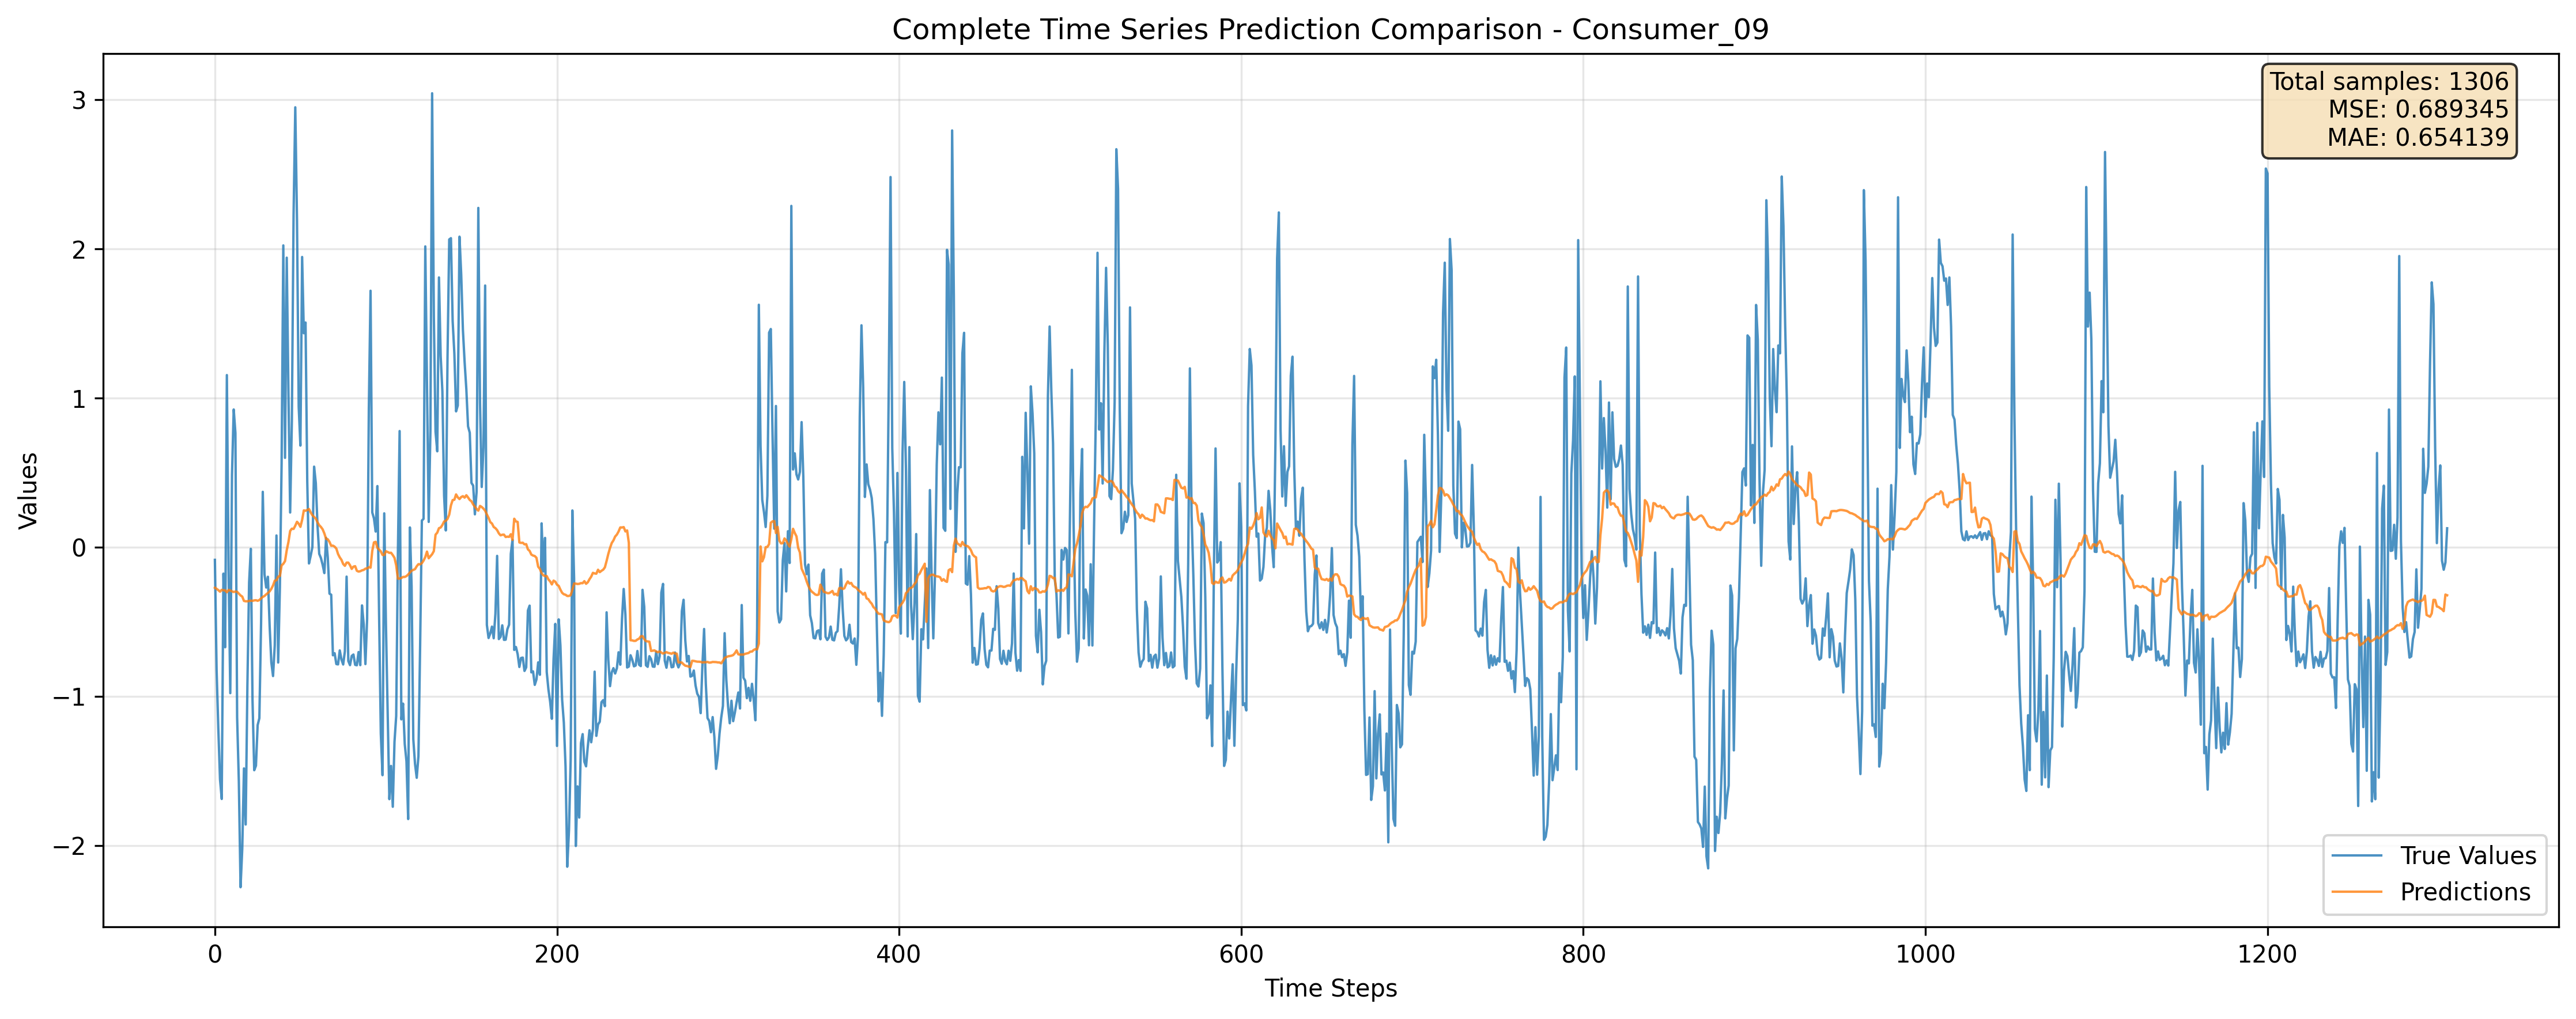 Complete Time Series Prediction Comparison - Consumer_09
Total samples: 1306
MSE: 0.689345
MAE: 0.654139
Values
3
2
1
0
−1
−2
True Values
Predictions
0 200 400 600 800 1000 1200
Time Steps